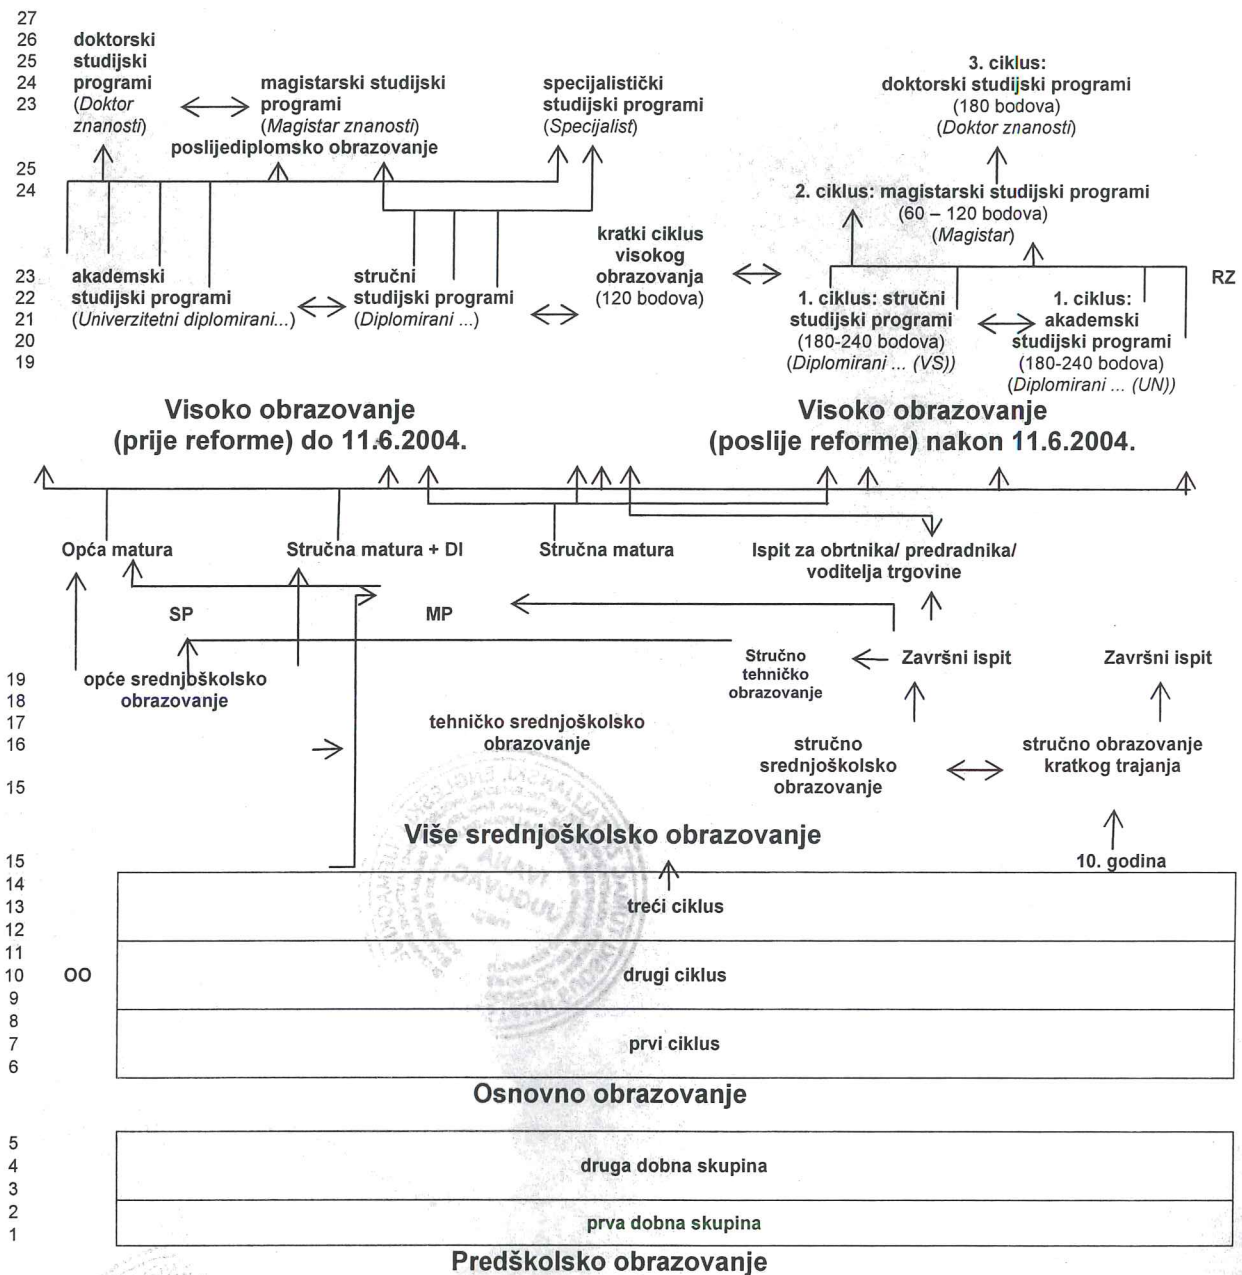 27
26
25
24
23
doktorski
studijski
programi
(Doktor
znanosti)
magistarski studijski
programi
(Magistar znanosti)
poslijediplomsko obrazovanje
specijalistički
studijski programi
(Specijalist)
3. ciklus:
doktorski studijski programi
(180 bodova)
(Doktor znanosti)
25
24
2. ciklus: magistarski studijski programi
(60 – 120 bodova)
(Magistar)
kratki ciklus
visokog
obrazovanja
(120 bodova)
23
22
21
20
19
akademski
studijski programi
(Univerzitetni diplomirani...)
stručni
studijski programi
(Diplomirani ...)
1. ciklus: stručni
studijski programi
(180-240 bodova)
(Diplomirani ... (VS))
1. ciklus:
akademski
studijski programi
(180-240 bodova)
(Diplomirani ... (UN))
RZ
Visoko obrazovanje
(prije reforme) do 11.6.2004.
Visoko obrazovanje
(poslije reforme) nakon 11.6.2004.
Opća matura
Stručna matura + DI
Stručna matura
Ispit za obrtnika/ predradnika/
voditelja trgovine
SP
MP
Stručno
tehničko
obrazovanje
Završni ispit
Završni ispit
19
18
17
16
15
opće srednjoškolsko
obrazovanje
tehničko srednjoškolsko
obrazovanje
stručno
srednjoškolsko
obrazovanje
stručno obrazovanje
kratkog trajanja
Više srednjoškolsko obrazovanje
10. godina
15
14
13
12
treći ciklus
11
10
9
OO
drugi ciklus
8
7
6
prvi ciklus
Osnovno obrazovanje
5
4
3
druga dobna skupina
2
1
prva dobna skupina
Predškolsko obrazovanje